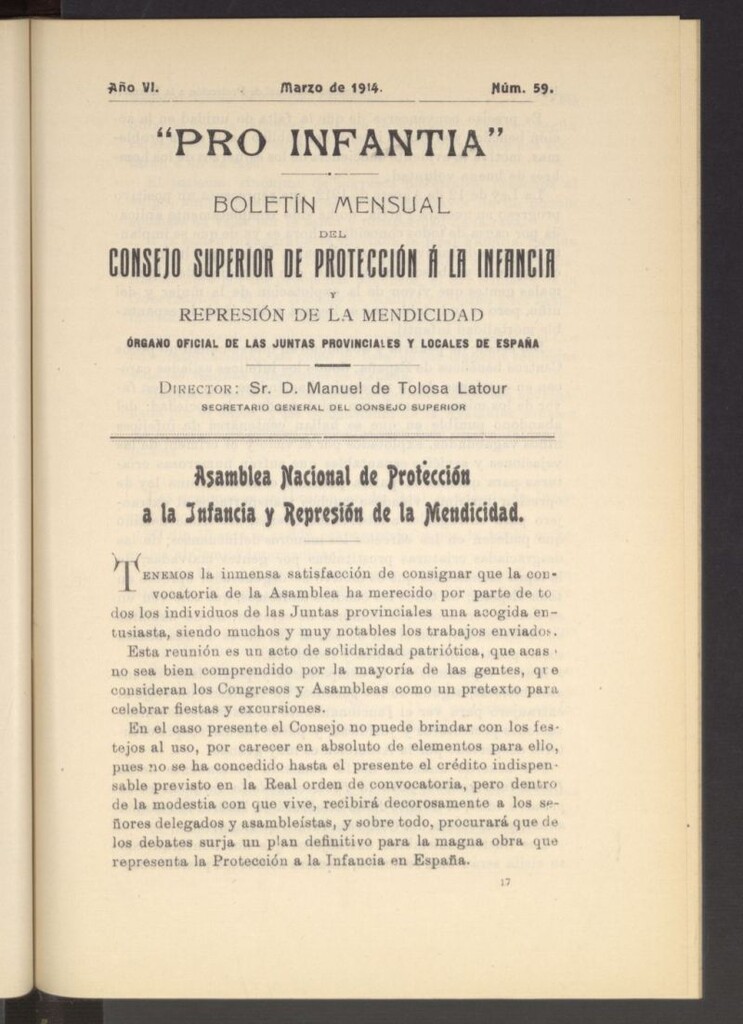 Año VI.
Marzo de 1914.
Núm. 59.
“PRO INFANTIA”
BOLETÍN MENSUAL
DEL
CONSEJO SUPERIOR DE PROTECCIÓN Á LA INFANCIA
Y
REPRESIÓN DE LA MENDICIDAD
ÓRGANO OFICIAL DE LAS JUNTAS PROVINCIALES Y LOCALES DE ESPAÑA
DIRECTOR: Sr. D. Manuel de Tolosa Latour
SECRETARIO GENERAL DEL CONSEJO SUPERIOR
Asamblea Nacional de Protección
a la Infancia y Represión de la Mendicidad.
TENEMOS la inmensa satisfacción de consignar que la con-
vocatoria de la Asamblea ha merecido por parte de to
dos los individuos de las Juntas provinciales una acogida en-
tusiasta, siendo muchos y muy notables los trabajos enviados.
Esta reunión es un acto de solidaridad patriótica, que acas
no sea bien comprendido por la mayoría de las gentes, que
consideran los Congresos y Asambleas como un pretexto para
celebrar fiestas y excursiones.
En el caso presente el Consejo no puede brindar con los fes-
tejos al uso, por carecer en absoluto de elementos para ello,
pues no se ha concedido hasta el presente el crédito indispen-
sable previsto en la Real orden de convocatoria, pero dentro
de la modestia con que vive, recibirá decorosamente a los se-
ñores delegados y asambleístas, y sobre todo, procurará que de
los debates surja un plan definitivo para la magna obra que
representa la Protección a la Infancia en España.
17